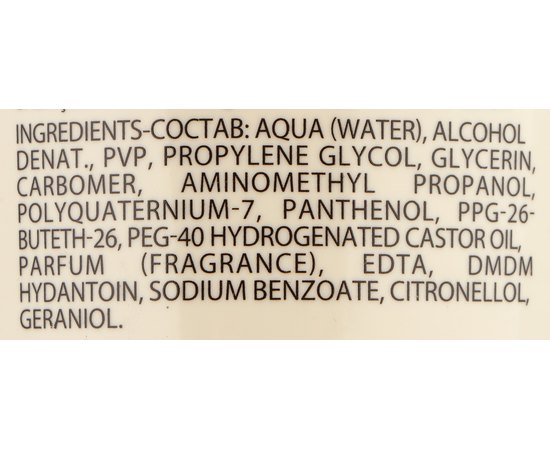 INGREDIENTS-СОСТАВ: AQUA (WATER), ALCOHOL
DENAT., PVP, PROPYLENE GLYCOL, GLYCERIN,
CARBOMER, AMINOMETHYL PROPANOL,
POLYQUATERNIUM-7, PANTHENOL, PPG-26-
BUTETH-26, PEG-40 HYDROGENATED CASTOR OIL,
PARFUM (FRAGRANCE), EDTA, DMDM
HYDANTOIN, SODIUM BENZOATE, CITRONELLOL,
GERANIOL.